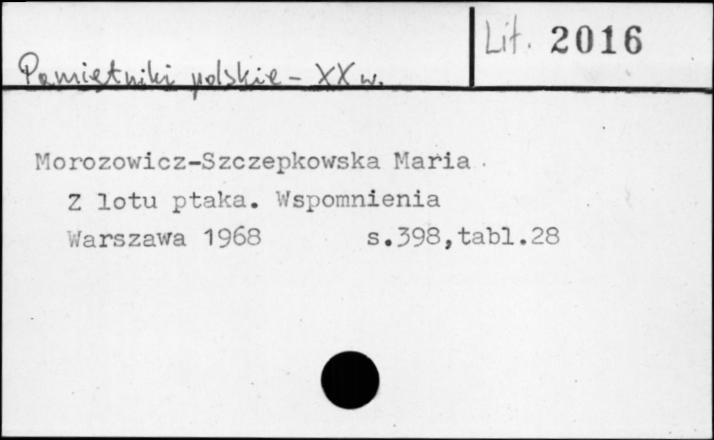 Lit. 2016
Pamiętniki polskie - XX w.
Morozowicz-Szczepkowska Maria
Z lotu ptaka. Wspomnienia
Warszawa 1968 s.398,tabl.28